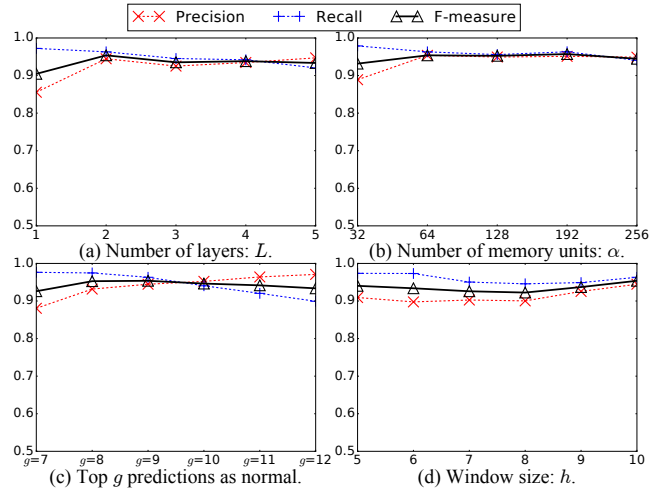 Precision Recall F-measure
1.0 1.0
0.9 0.9
0.8 0.8
0.7 0.7
0.6 0.6
0.5 0.5
1 2 3 4 5 32 64 128 192 256
(a) Number of layers: L. (b) Number of memory units: α.
1.0 1.0
0.9 0.9
0.8 0.8
0.7 0.7
0.6 0.6
0.5 0.5
g=7 g=8 g=9 g=10 g=11 g=12 5 6 7 8 9 10
(c) Top g predictions as normal. (d) Window size: h.